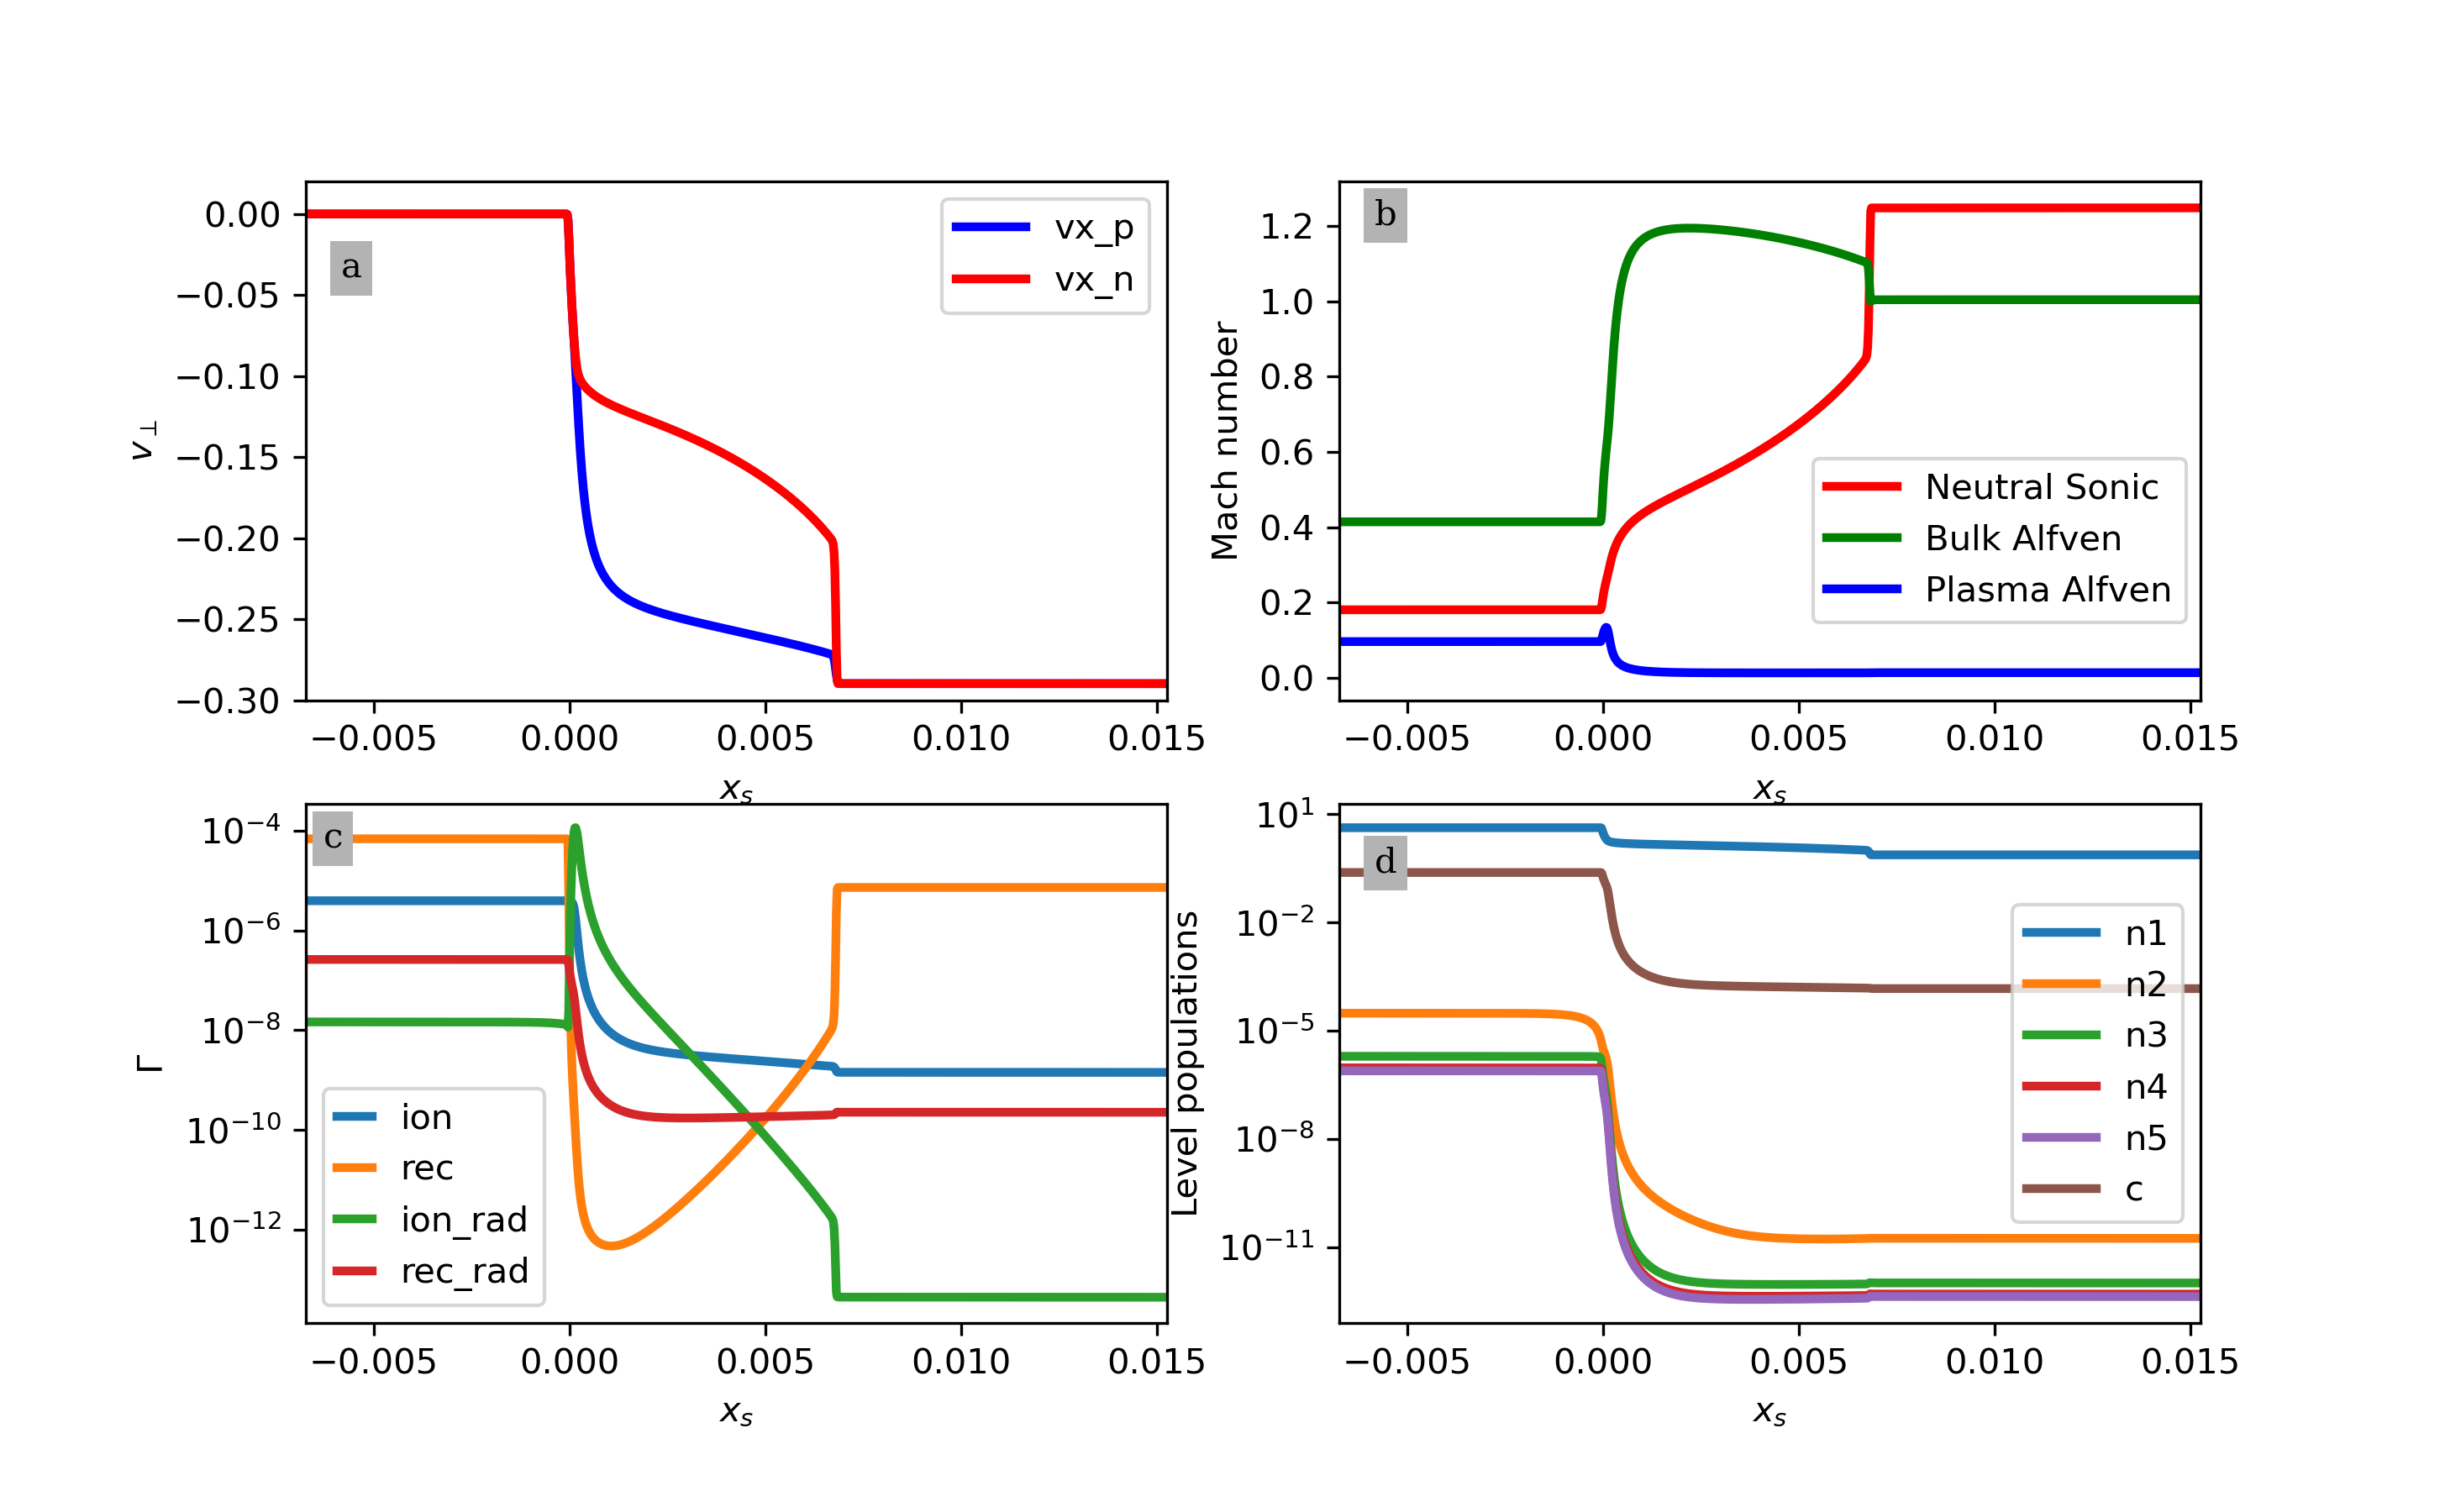 0.00
−0.05
−0.10
−0.15
−0.20
−0.25
−0.30
v⊥
a
vx_p
vx_n
−0.005 0.000 0.005 0.010 0.015
xₛ
1.2
1.0
0.8
0.6
0.4
0.2
0.0
Mach number
b
Neutral Sonic
Bulk Alfven
Plasma Alfven
−0.005 0.000 0.005 0.010 0.015
xₛ
10⁻⁴
10⁻⁶
10⁻⁸
10⁻¹⁰
10⁻¹²
Γ
c
ion
rec
ion_rad
rec_rad
−0.005 0.000 0.005 0.010 0.015
xₛ
10¹
10⁻²
10⁻⁵
10⁻⁸
10⁻¹¹
Level populations
d
n1
n2
n3
n4
n5
c
−0.005 0.000 0.005 0.010 0.015
xₛ